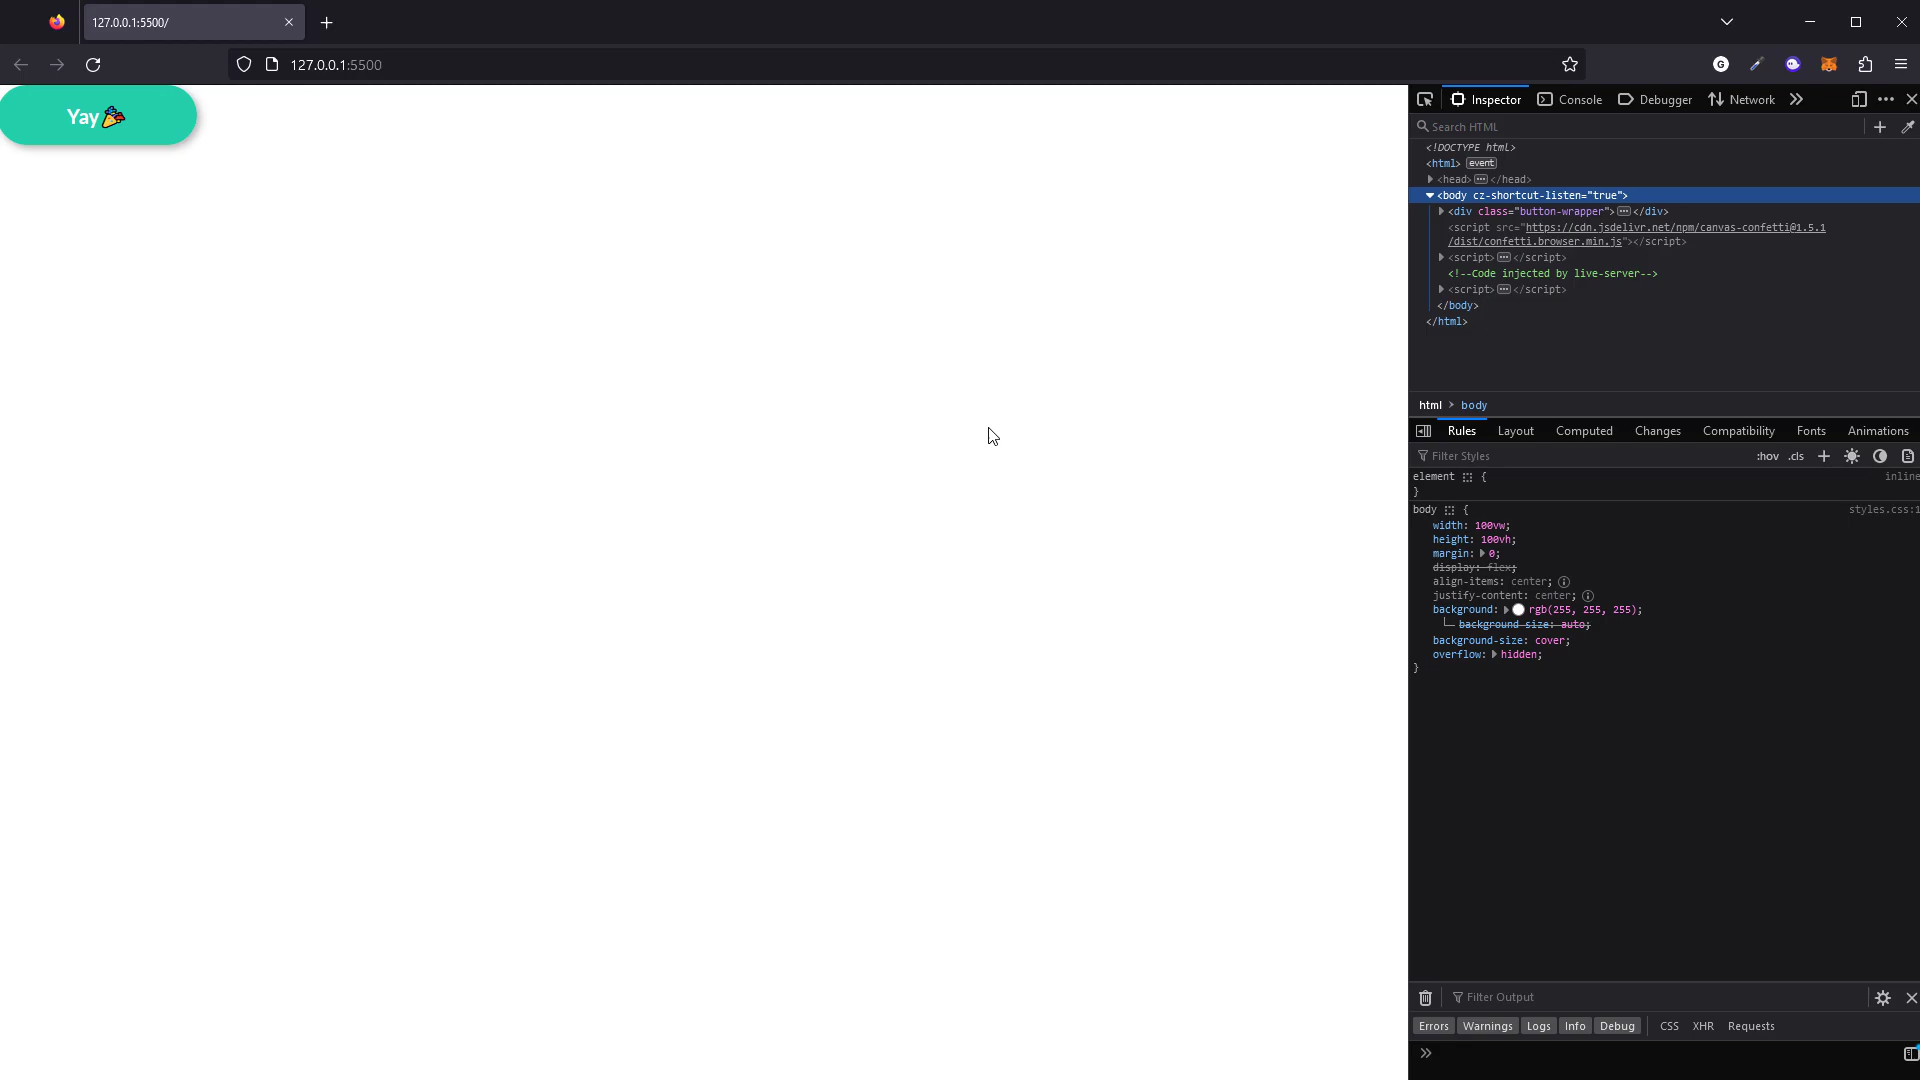 127.0.0.1:5500/
127.0.0.1:5500
G
Yay🎉
Inspector
Console
Debugger
Network
Search HTML
<!DOCTYPE html>
<html> event
<head> ••• </head>
<body cz-shortcut-listen="true">
<div class="button-wrapper"> ••• </div>
<script src="https://cdn.jsdelivr.net/npm/canvas-confetti@1.5.1
/dist/confetti.browser.min.js"></script>
<script> ••• </script>
<!--Code injected by live-server-->
<script> ••• </script>
</body>
</html>
html > body
Rules Layout Computed Changes Compatibility Fonts Animations
Filter Styles :hov .cls +
element { inline
}
body { styles.css:1
width: 100vw;
height: 100vh;
margin: 0;
display: flex;
align-items: center;
justify-content: center;
background: rgb(255, 255, 255);
background-size: auto;
background-size: cover;
overflow: hidden;
}
Filter Output
Errors Warnings Logs Info Debug CSS XHR Requests
»